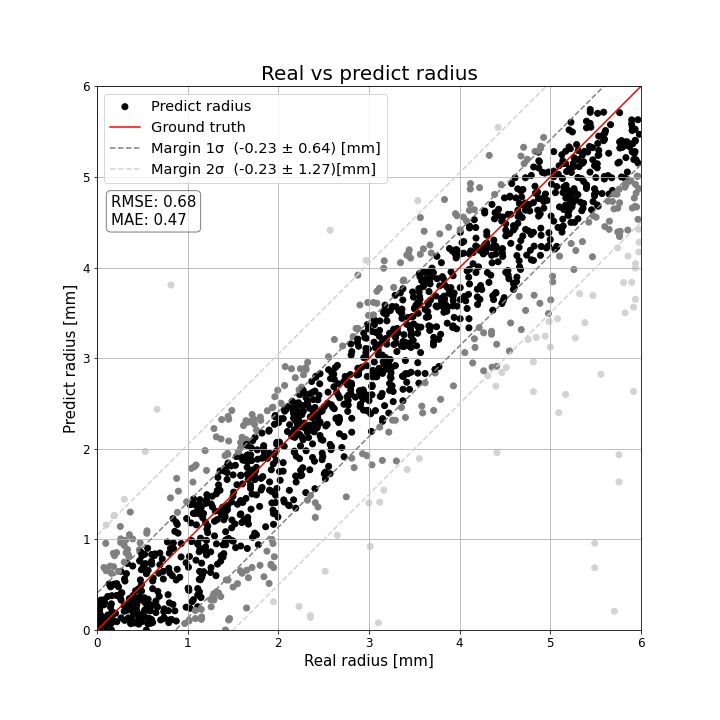 Real vs predict radius
6
5
4
3
2
1
0
Predict radius [mm]
Predict radius
Ground truth
Margin 1σ (-0.23 ± 0.64) [mm]
Margin 2σ (-0.23 ± 1.27)[mm]
RMSE: 0.68
MAE: 0.47
0 1 2 3 4 5 6
Real radius [mm]